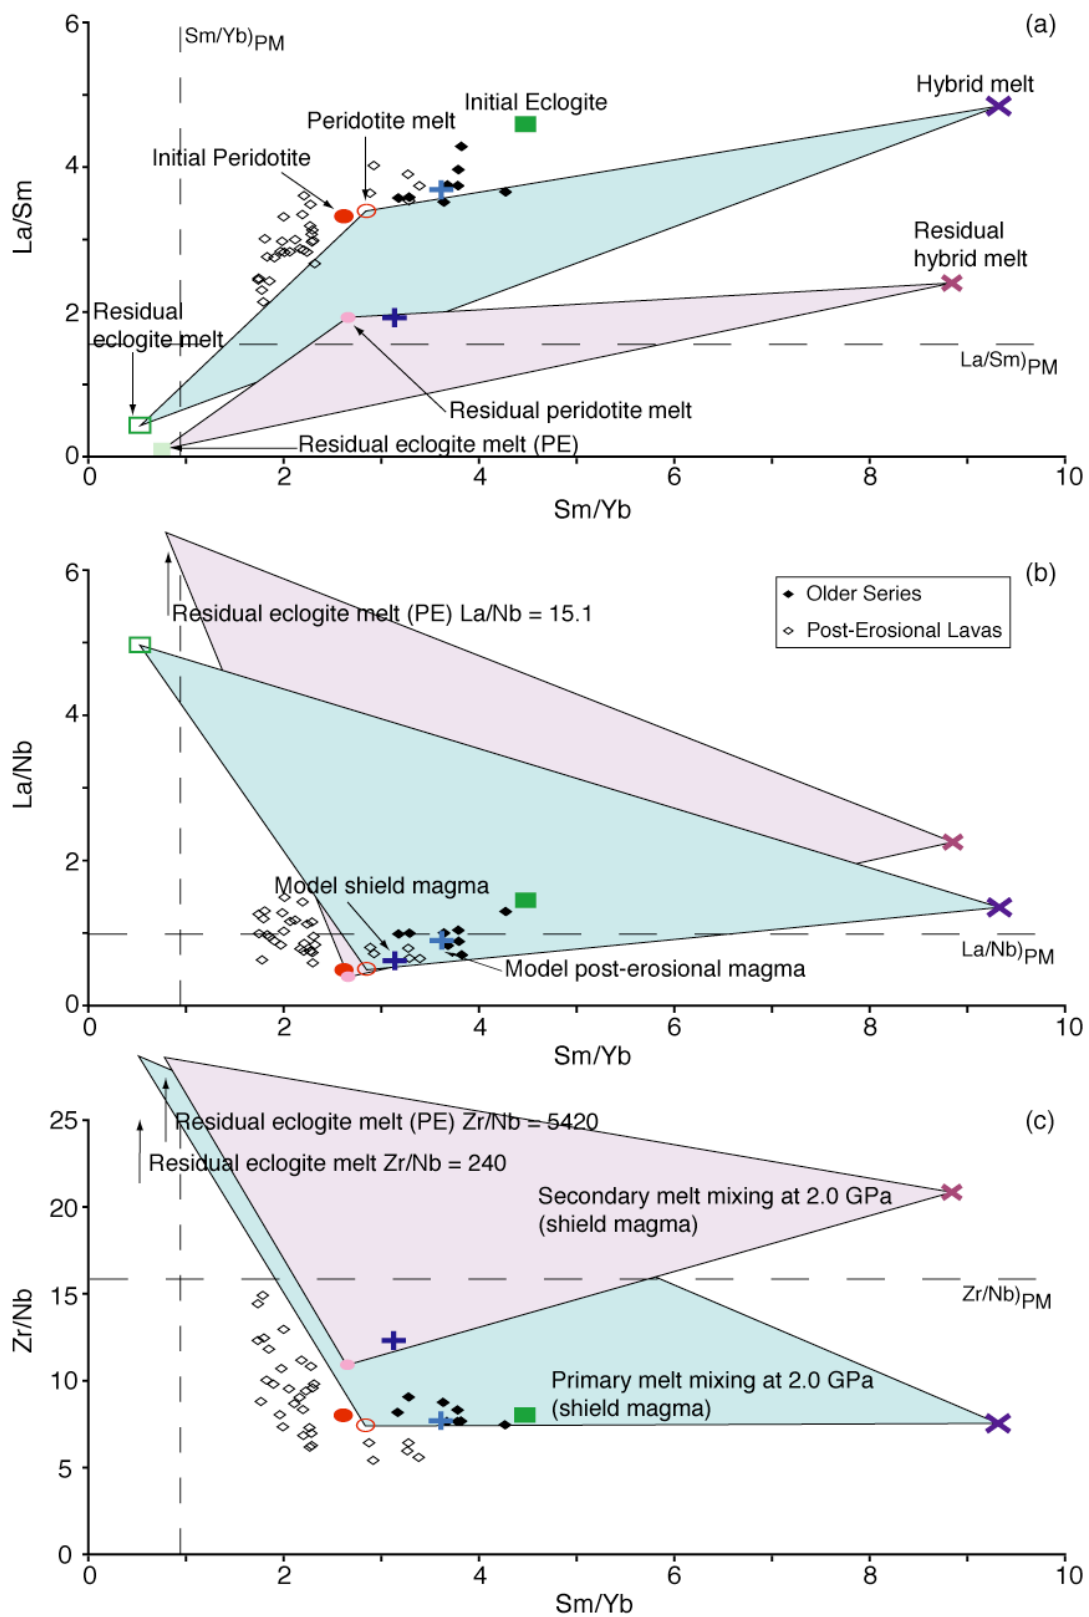 (a)
6
Sm/Yb)PM
Initial Eclogite
Hybrid melt
Peridotite melt
Initial Peridotite
4
La/Sm
Residual
hybrid melt
Residual
eclogite melt
2
La/Sm)PM
Residual peridotite melt
Residual eclogite melt (PE)
0
0 2 4 6 8 10
Sm/Yb
(b)
6
Older Series
Post-Erosional Lavas
Residual eclogite melt (PE) La/Nb = 15.1
4
La/Nb
2
Model shield magma
La/Nb)PM
Model post-erosional magma
0
0 2 4 6 8 10
Sm/Yb
(c)
25
Residual eclogite melt (PE) Zr/Nb = 5420
Residual eclogite melt Zr/Nb = 240
20
Secondary melt mixing at 2.0 GPa
(shield magma)
15
Zr/Nb)PM
Zr/Nb
10
Primary melt mixing at 2.0 GPa
(shield magma)
5
0
0 2 4 6 8 10
Sm/Yb